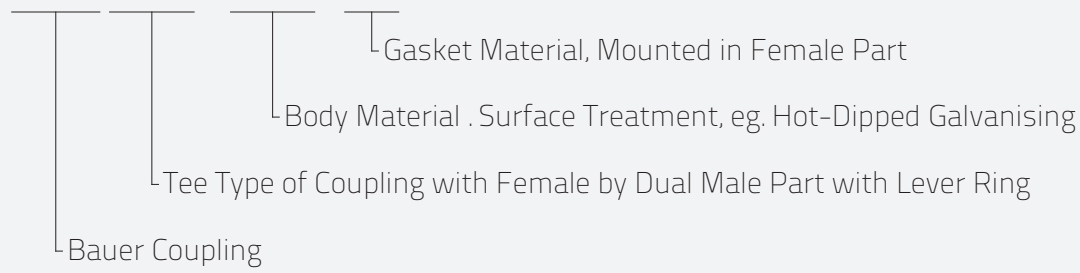 Gasket Material, Mounted in Female Part
Body Material . Surface Treatment, eg. Hot-Dipped Galvanising
Tee Type of Coupling with Female by Dual Male Part with Lever Ring
Bauer Coupling